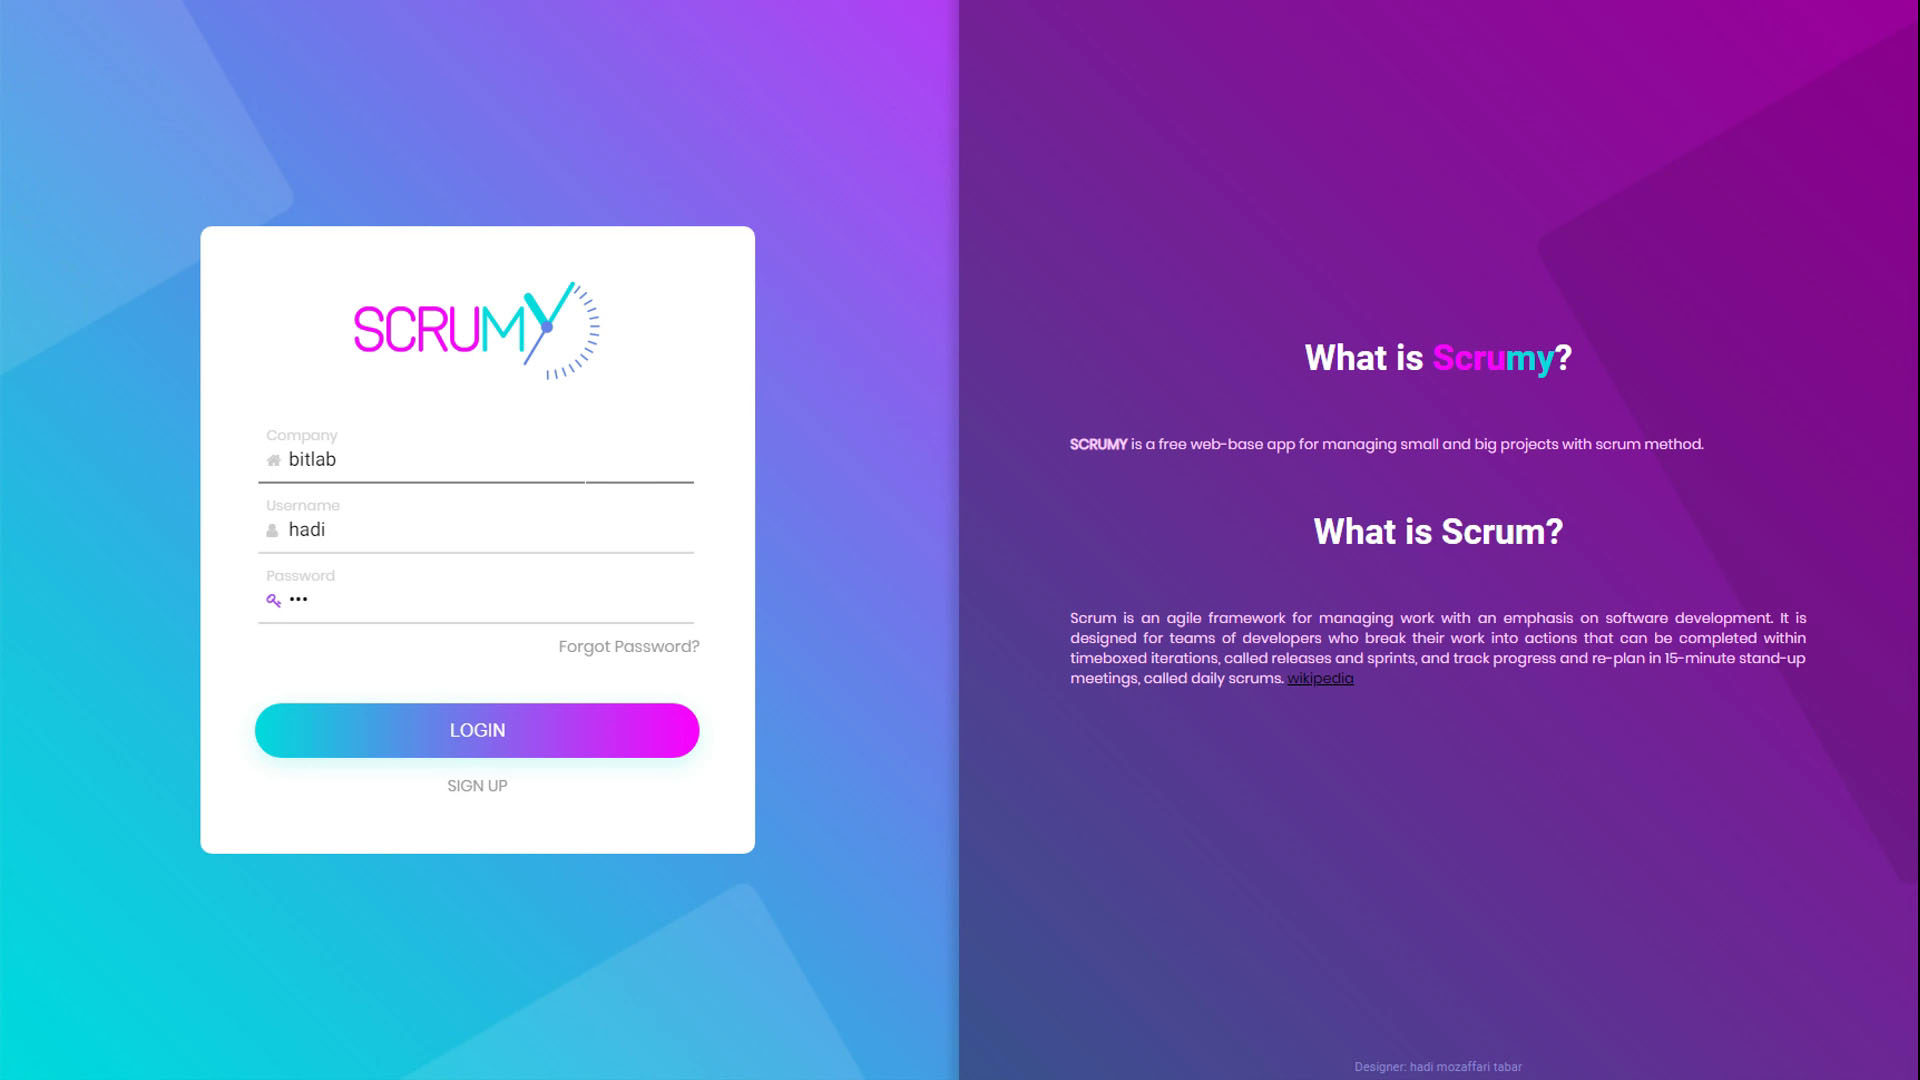 SCRUMY
Company
bitlab
Username
hadi
Password
•••
Forgot Password?
LOGIN
SIGN UP
What is Scrumy?
SCRUMY is a free web-base app for managing small and big projects with scrum method.
What is Scrum?
Scrum is an agile framework for managing work with an emphasis on software development. It is
designed for teams of developers who break their work into actions that can be completed within
timeboxed iterations, called releases and sprints, and track progress and re-plan in 15-minute stand-up
meetings, called daily scrums. wikipedia
Designer: hadi mozaffari tabar